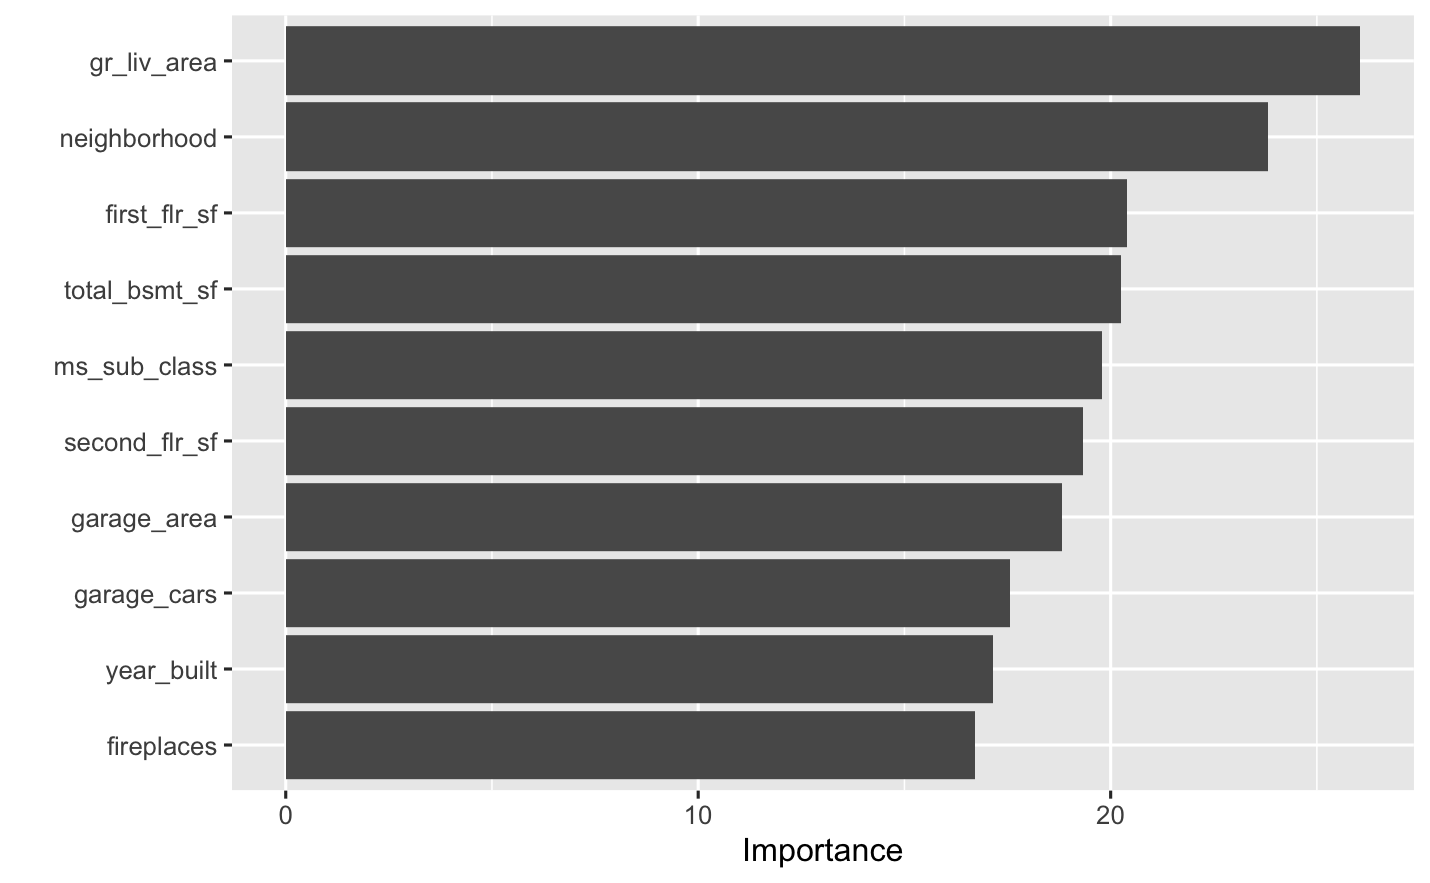 gr_liv_area
neighborhood
first_flr_sf
total_bsmt_sf
ms_sub_class
second_flr_sf
garage_area
garage_cars
year_built
fireplaces
0 10 20
Importance